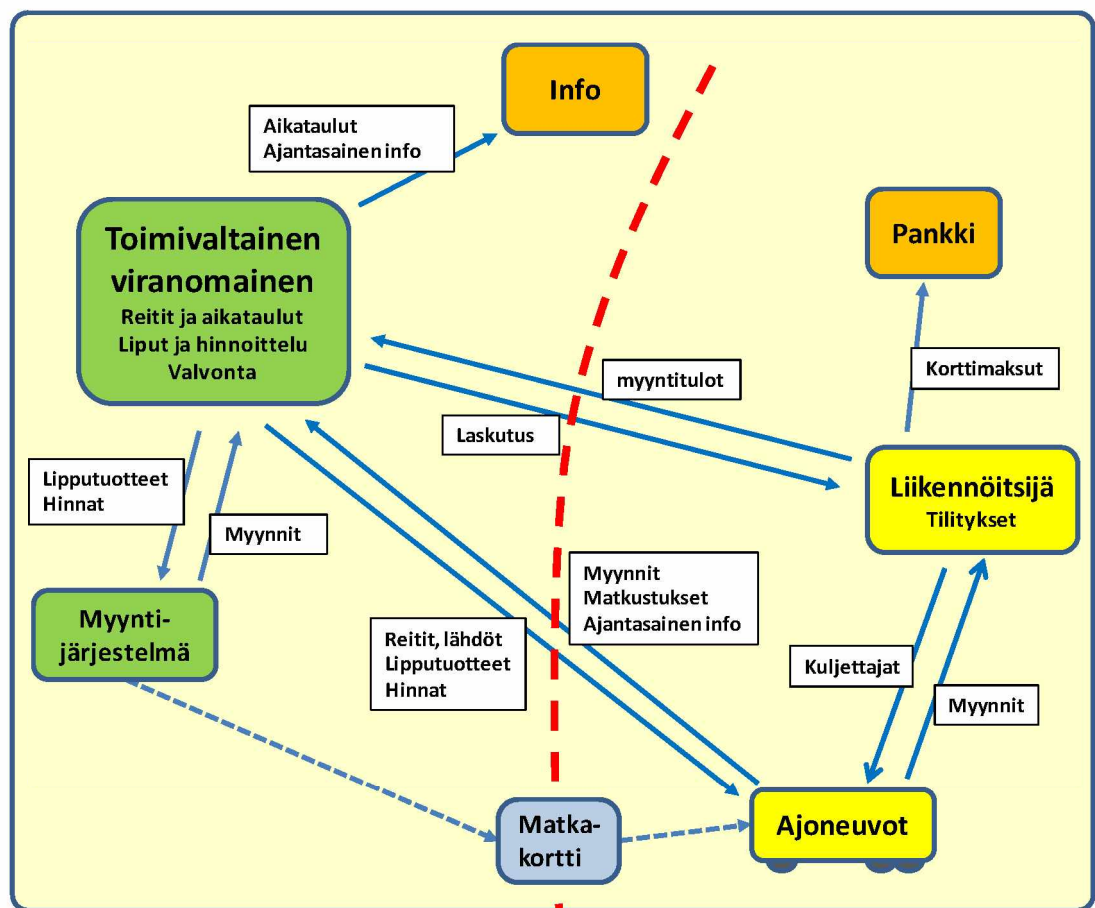 Info
Aikataulut
Ajantasainen info
Toimivaltainen
viranomainen
Reitit ja aikataulut
Liput ja hinnoittelu
Valvonta
Pankki
Korttimaksut
myyntitulot
Laskutus
Liikennöitsijä
Tilitykset
Lipputuotteet
Hinnat
Myynnit
Myynti-
järjestelmä
Myynnit
Matkustukset
Ajantasainen info
Reitit, lähdöt
Lipputuotteet
Hinnat
Kuljettajat
Myynnit
Matka-
kortti
Ajoneuvot